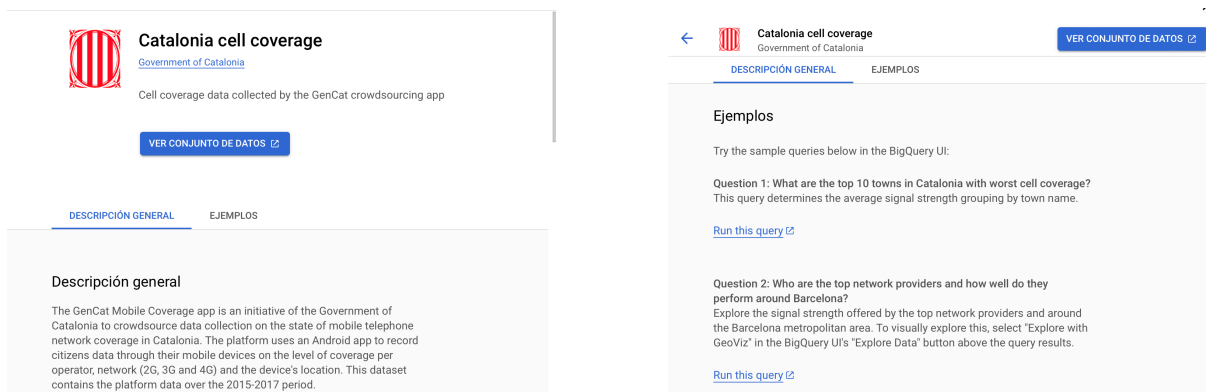 Catalonia cell coverage
Government of Catalonia
Cell coverage data collected by the GenCat crowdsourcing app
VER CONJUNTO DE DATOS
DESCRIPCIÓN GENERAL EJEMPLOS
Descripción general
The GenCat Mobile Coverage app is an initiative of the Government of
Catalonia to crowdsource data collection on the state of mobile telephone
network coverage in Catalonia. The platform uses an Android app to record
citizens data through their mobile devices on the level of coverage per
operator, network (2G, 3G and 4G) and the device's location. This dataset
contains the platform data over the 2015-2017 period.
Catalonia cell coverage
Government of Catalonia
VER CONJUNTO DE DATOS
DESCRIPCIÓN GENERAL EJEMPLOS
Ejemplos
Try the sample queries below in the BigQuery UI:
Question 1: What are the top 10 towns in Catalonia with worst cell coverage?
This query determines the average signal strength grouping by town name.
Run this query
Question 2: Who are the top network providers and how well do they
perform around Barcelona?
Explore the signal strength offered by the top network providers and around
the Barcelona metropolitan area. To visually explore this, select "Explore with
GeoViz" in the BigQuery UI's "Explore Data" button above the query results.
Run this query